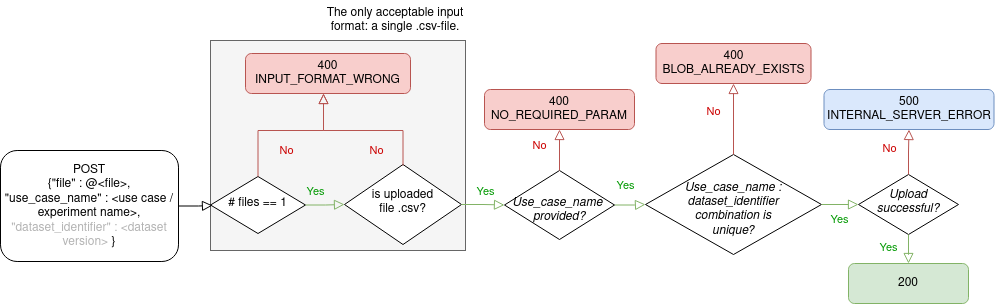 The only acceptable input
format: a single .csv-file.
400
INPUT_FORMAT_WRONG
400
BLOB_ALREADY_EXISTS
400
NO_REQUIRED_PARAM
500
INTERNAL_SERVER_ERROR
No
No
No
No
No
POST
{"file" : @<file>,
"use_case_name" : <use case /
experiment name>,
"dataset_identifier" : <dataset
version> }
# files == 1
Yes
is uploaded
file .csv?
Yes
Use_case_name
provided?
Yes
Use_case_name :
dataset_identifier
combination is
unique?
Yes
Upload
successful?
Yes
200